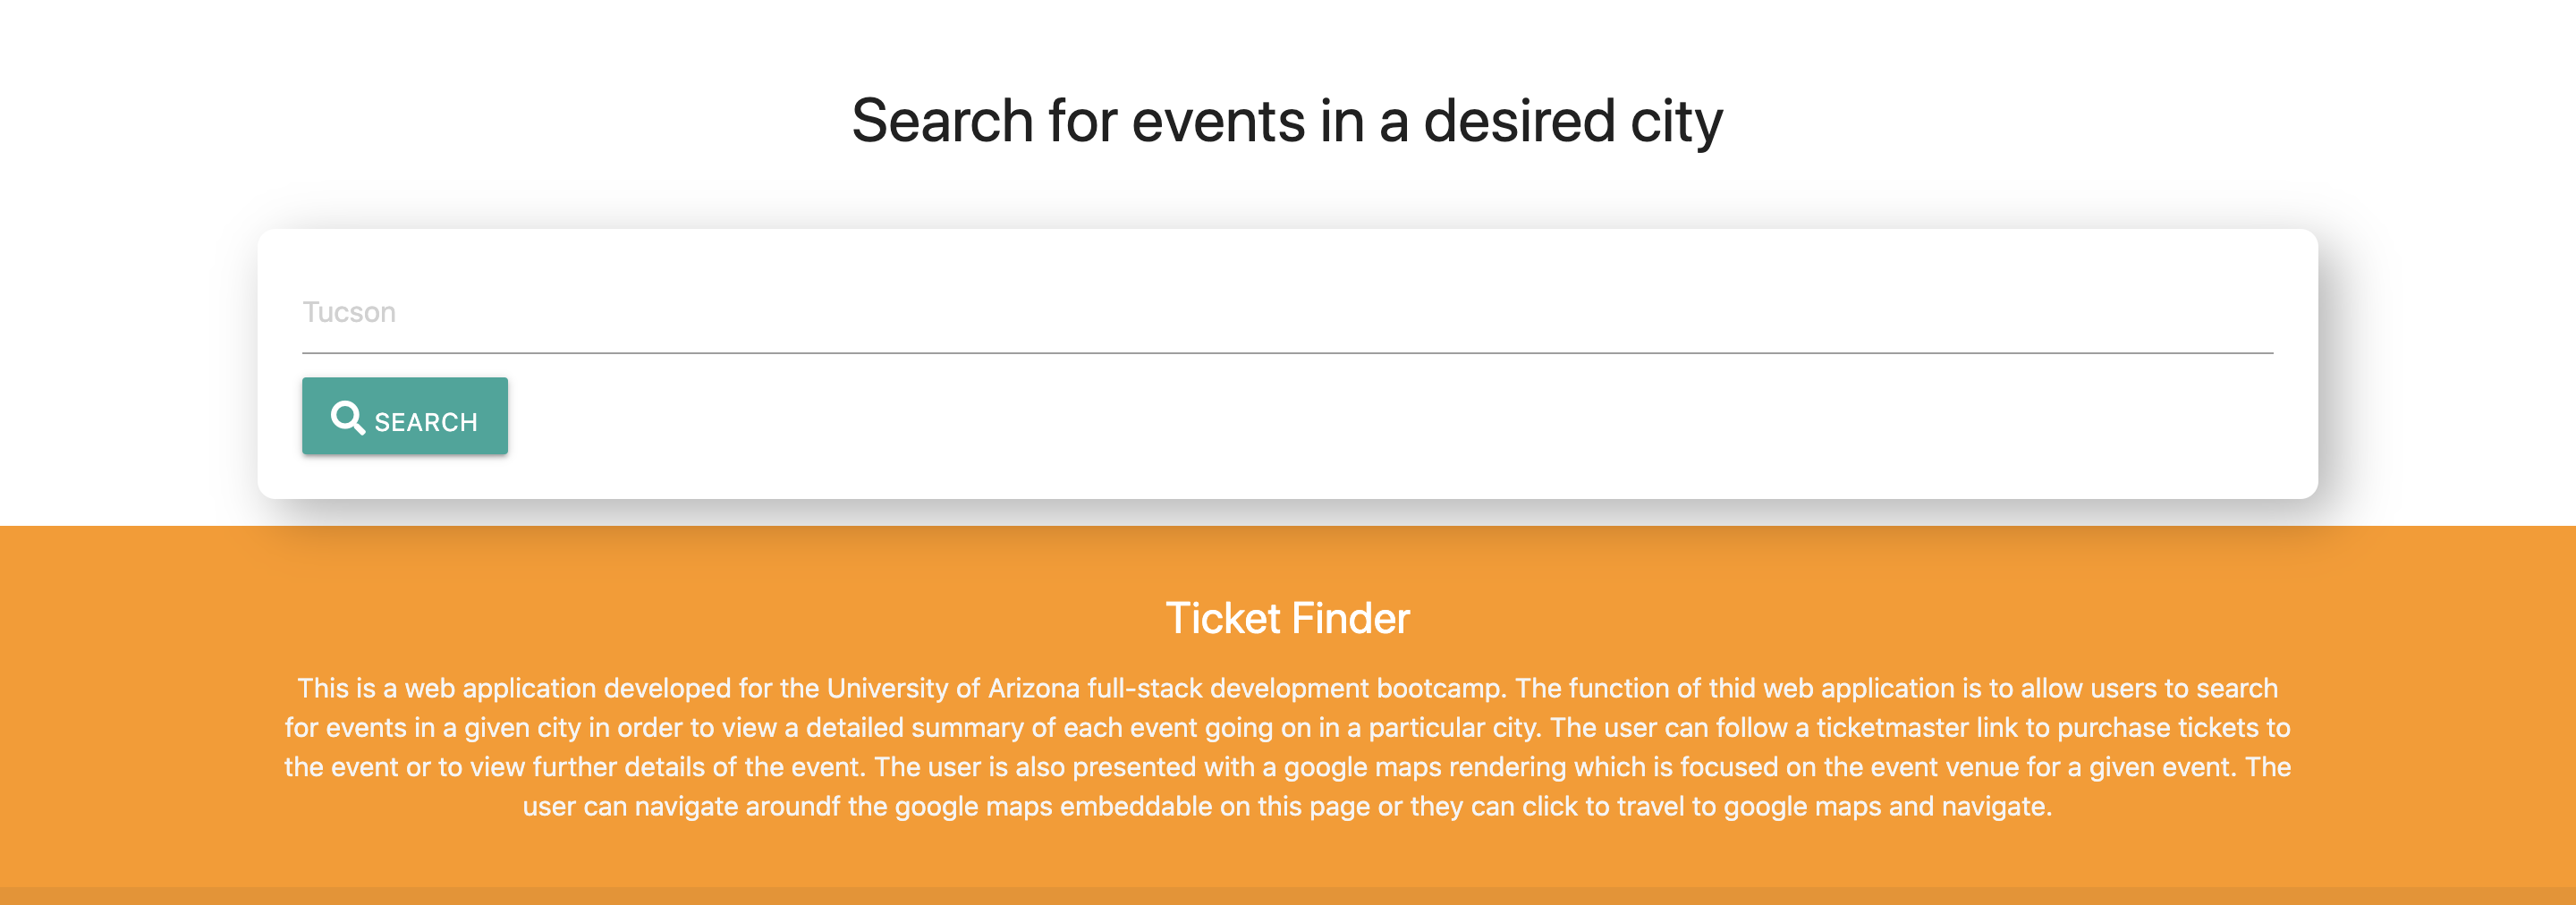 Search for events in a desired city
Tucson
SEARCH
Ticket Finder
This is a web application developed for the University of Arizona full-stack development bootcamp. The function of thid web application is to allow users to search
for events in a given city in order to view a detailed summary of each event going on in a particular city. The user can follow a ticketmaster link to purchase tickets to
the event or to view further details of the event. The user is also presented with a google maps rendering which is focused on the event venue for a given event. The
user can navigate aroundf the google maps embeddable on this page or they can click to travel to google maps and navigate.